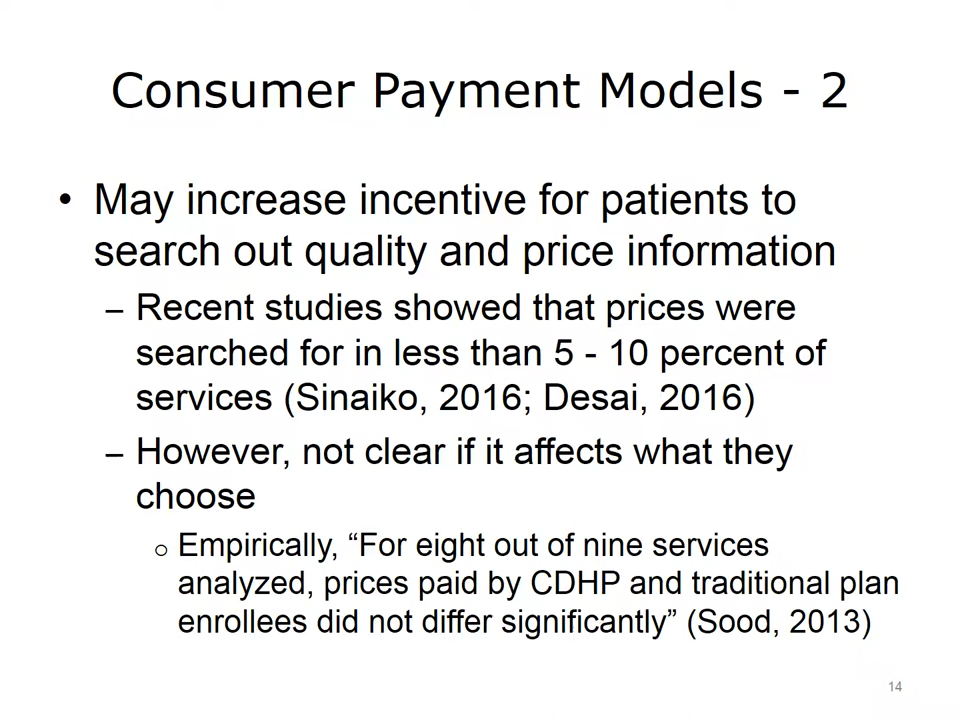 Consumer Payment Models - 2
• May increase incentive for patients to
search out quality and price information
– Recent studies showed that prices were
searched for in less than 5 - 10 percent of
services (Sinaiko, 2016; Desai, 2016)
– However, not clear if it affects what they
choose
o Empirically, “For eight out of nine services
analyzed, prices paid by CDHP and traditional plan
enrollees did not differ significantly” (Sood, 2013)
14